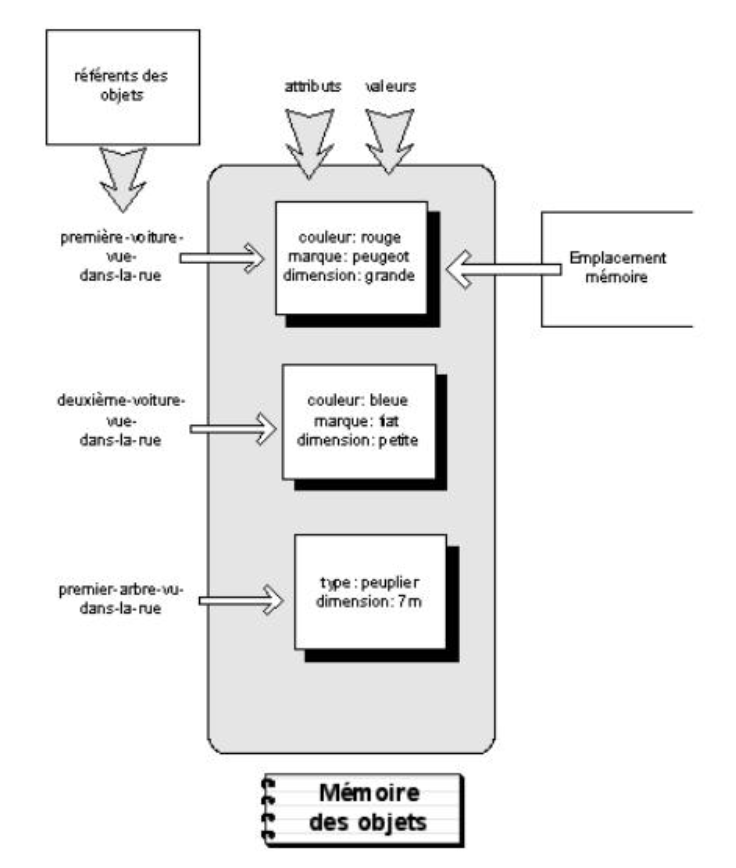 référents des
objets
attributs
valeurs
première-voiture-
vue-
dans-la-rue
couleur: rouge
marque: peugeot
dimension: grande
Emplacement
mémoire
deuxième-voiture-
vue-
dans-la-rue
couleur: bleue
marque: fiat
dimension: petite
premier-arbre-vu-
dans-la-rue
type: peuplier
dimension: 7m
Mémoire
des objets